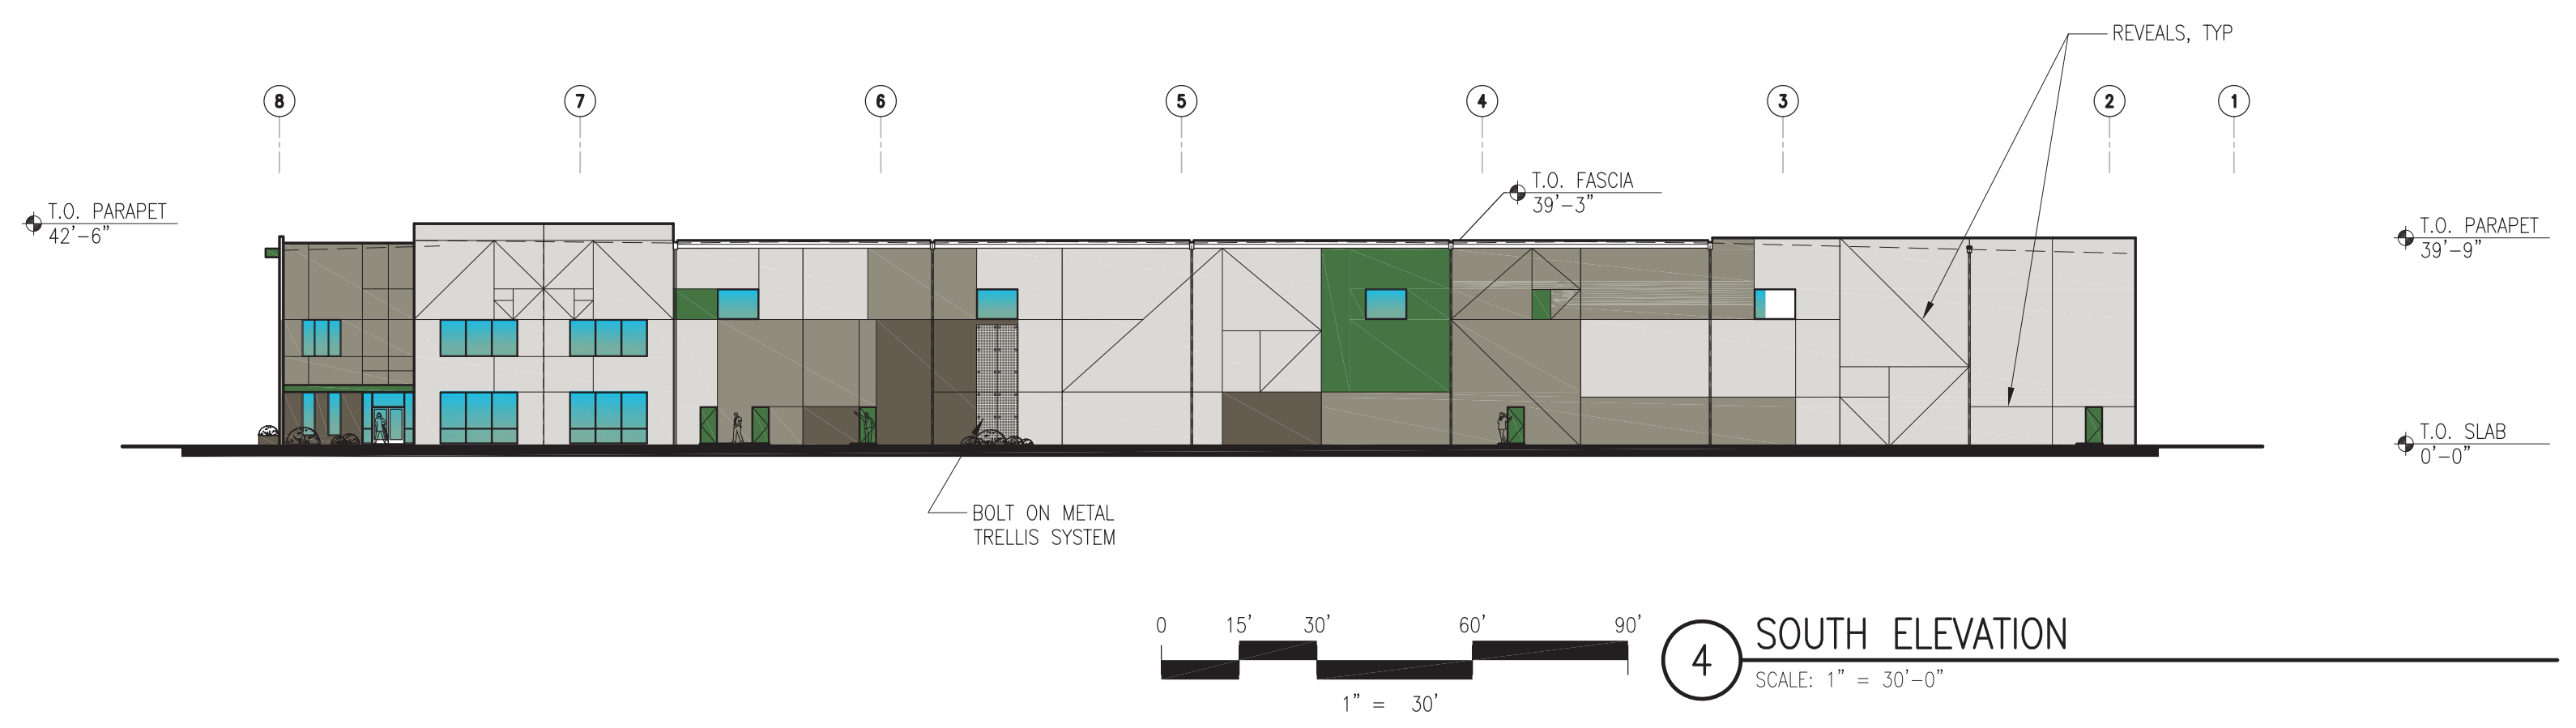 REVEALS, TYP
8 7 6 5 4 3 2 1
T.O. FASCIA
39'-3"
T.O. PARAPET
42'-6"
T.O. PARAPET
39'-9"
T.O. SLAB
0'-0"
BOLT ON METAL
TRELLIS SYSTEM
0 15' 30' 60' 90'
1" = 30'
4
SOUTH ELEVATION
SCALE: 1" = 30'-0"